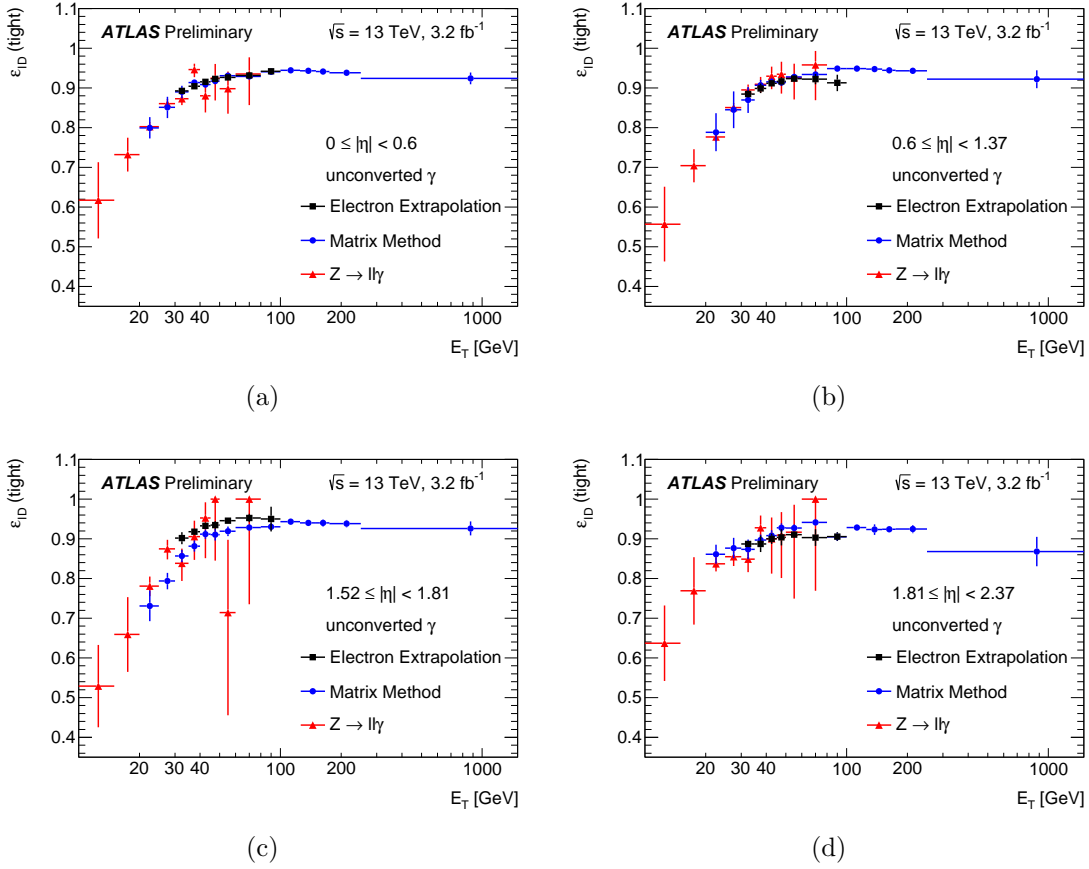 ε_ID (tight)
1.1
1
0.9
0.8
0.7
0.6
0.5
0.4
ATLAS Preliminary
√s = 13 TeV, 3.2 fb⁻¹
0 ≤ |η| < 0.6
unconverted γ
Electron Extrapolation
Matrix Method
Z → llγ
20 30 40 100 200 1000
E_T [GeV]
(a)
ε_ID (tight)
1.1
1
0.9
0.8
0.7
0.6
0.5
0.4
ATLAS Preliminary
√s = 13 TeV, 3.2 fb⁻¹
0.6 ≤ |η| < 1.37
unconverted γ
Electron Extrapolation
Matrix Method
Z → llγ
20 30 40 100 200 1000
E_T [GeV]
(b)
ε_ID (tight)
1.1
1
0.9
0.8
0.7
0.6
0.5
0.4
ATLAS Preliminary
√s = 13 TeV, 3.2 fb⁻¹
1.52 ≤ |η| < 1.81
unconverted γ
Electron Extrapolation
Matrix Method
Z → llγ
20 30 40 100 200 1000
E_T [GeV]
(c)
ε_ID (tight)
1.1
1
0.9
0.8
0.7
0.6
0.5
0.4
ATLAS Preliminary
√s = 13 TeV, 3.2 fb⁻¹
1.81 ≤ |η| < 2.37
unconverted γ
Electron Extrapolation
Matrix Method
Z → llγ
20 30 40 100 200 1000
E_T [GeV]
(d)